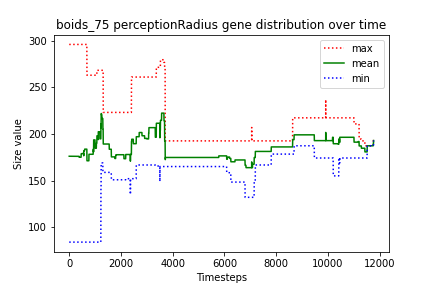 boids_75 perceptionRadius gene distribution over time
300
250
200
150
100
Size value
max
mean
min
0
2000
4000
6000
8000
10000
12000
Timesteps